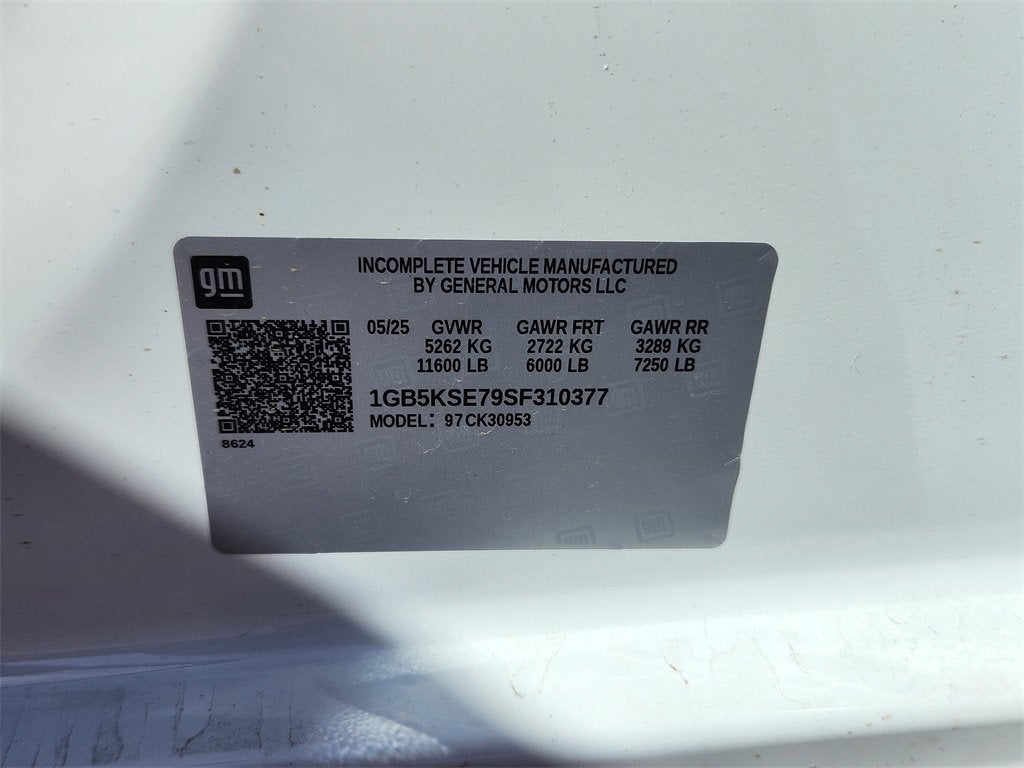 gm
INCOMPLETE VEHICLE MANUFACTURED
BY GENERAL MOTORS LLC
05/25 GVWR GAWR FRT GAWR RR
5262 KG 2722 KG 3289 KG
11600 LB 6000 LB 7250 LB
1GB5KSE79SF310377
MODEL: 97CK30953
8624